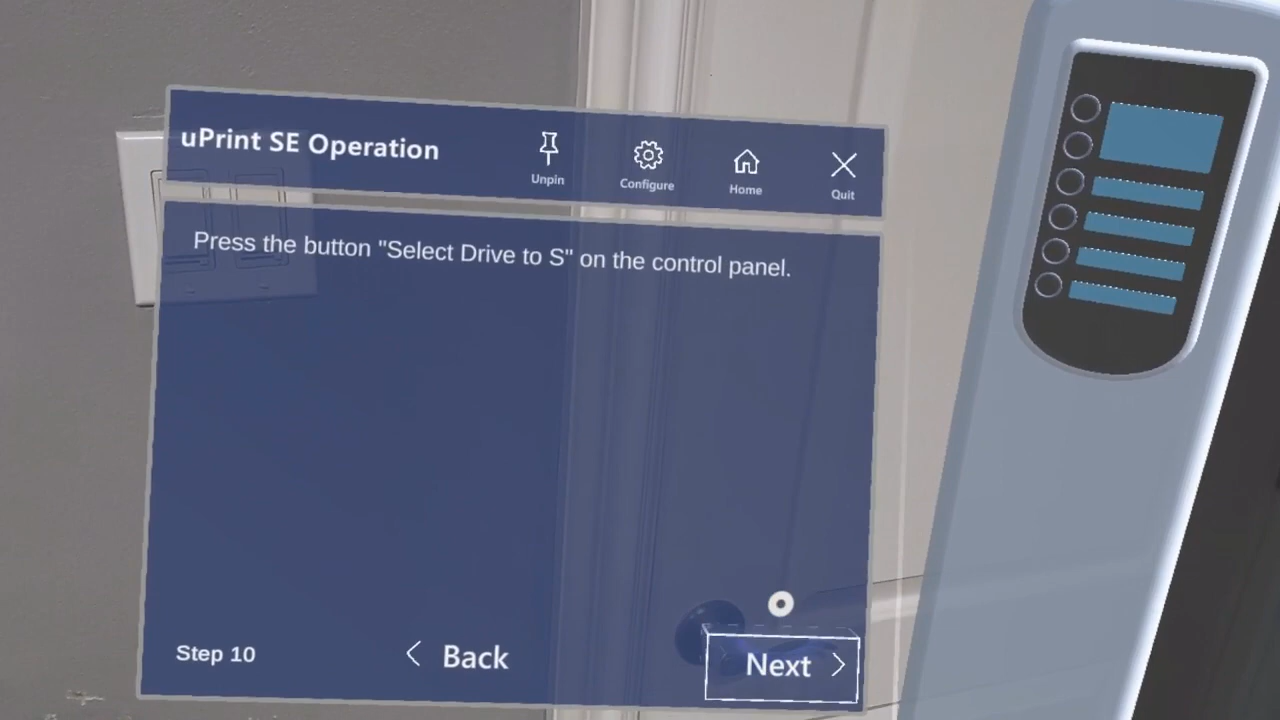 uPrint SE Operation
Unpin
Configure
Home
Quit
Press the button "Select Drive to S" on the control panel.
Step 10
Back
Next